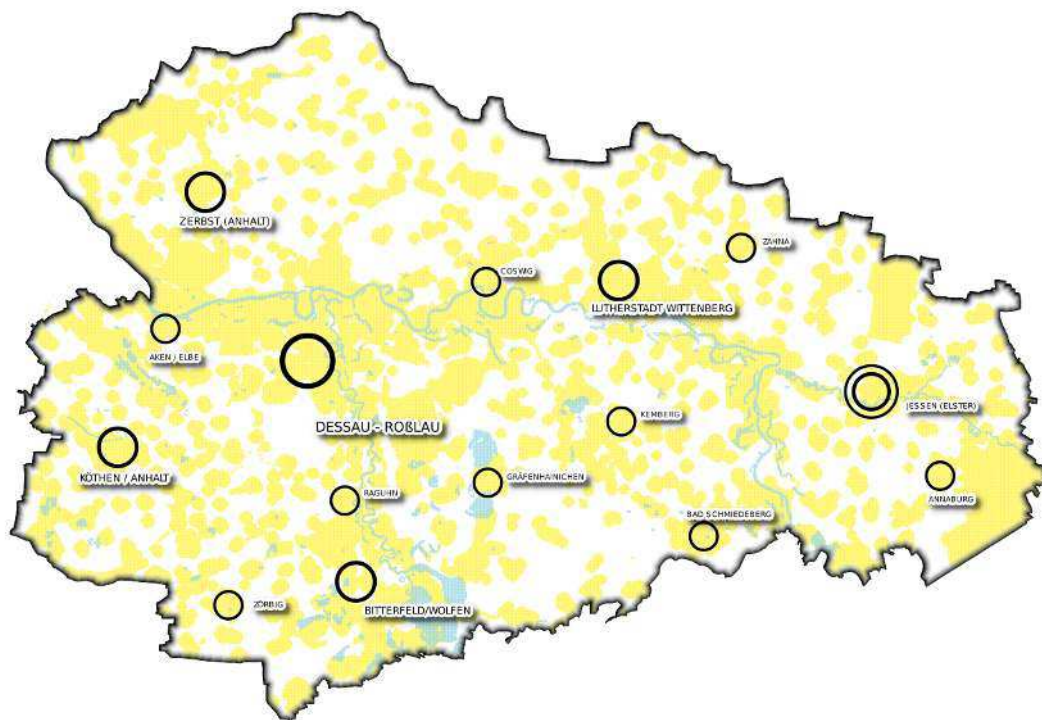 ZERBST (ANHALT)
ZAHNA
COSWIG
LUTHERSTADT WITTENBERG
AKEN / ELBE
JESSEN (ELSTER)
KEMBERG
DESSAU - ROßLAU
KÖTHEN / ANHALT
GRÄFENHAINICHEN
RAGUHN
ANNABURG
BAD SCHMIEDEBERG
ZÖRBIG
BITTERFELD/WOLFEN